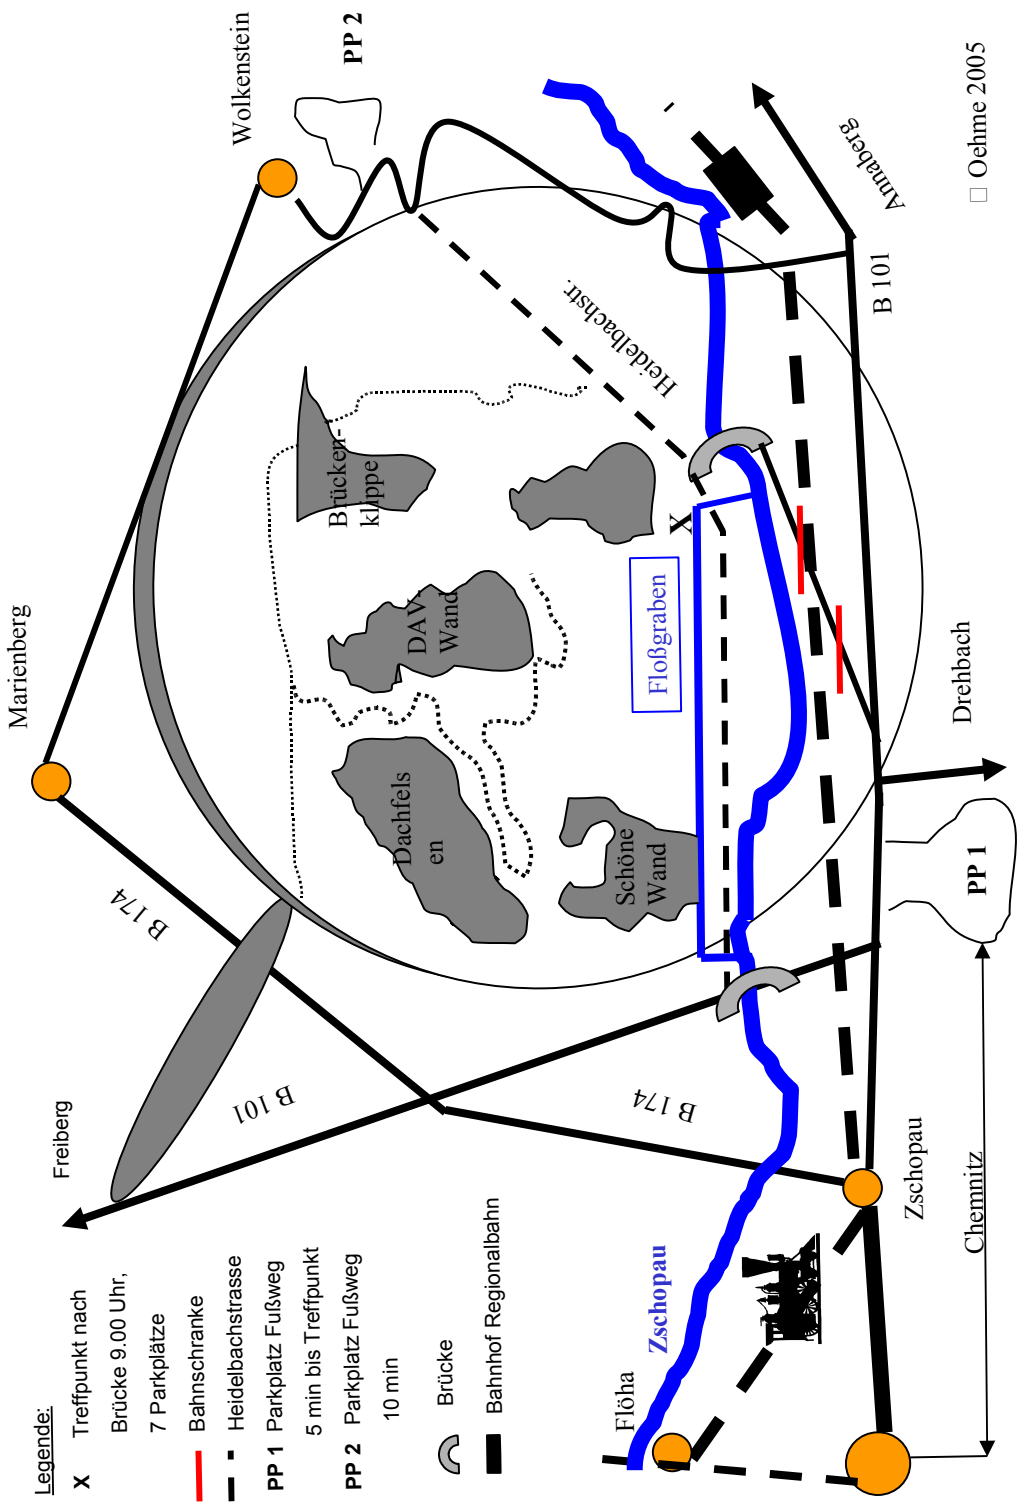 Legende:
X Treffpunkt nach
Brücke 9.00 Uhr,
7 Parkplätze
Bahnschranke
Heidelbachstrasse
PP 1 Parkplatz Fußweg
5 min bis Treffpunkt
PP 2 Parkplatz Fußweg
10 min
Brücke
Bahnhof Regionalbahn
Freiberg
Marienberg
Wolkenstein
PP 2
B 174
B 101
B 174
Brücken-
klippe
DAV-
Wand
Dachfels
en
Schöne
Wand
Heidelbachstr.
X
Floßgraben
Flöha
Zschopau
Zschopau
Chemnitz
PP 1
Drehbach
B 101
Annaberg
□ Oehme 2005